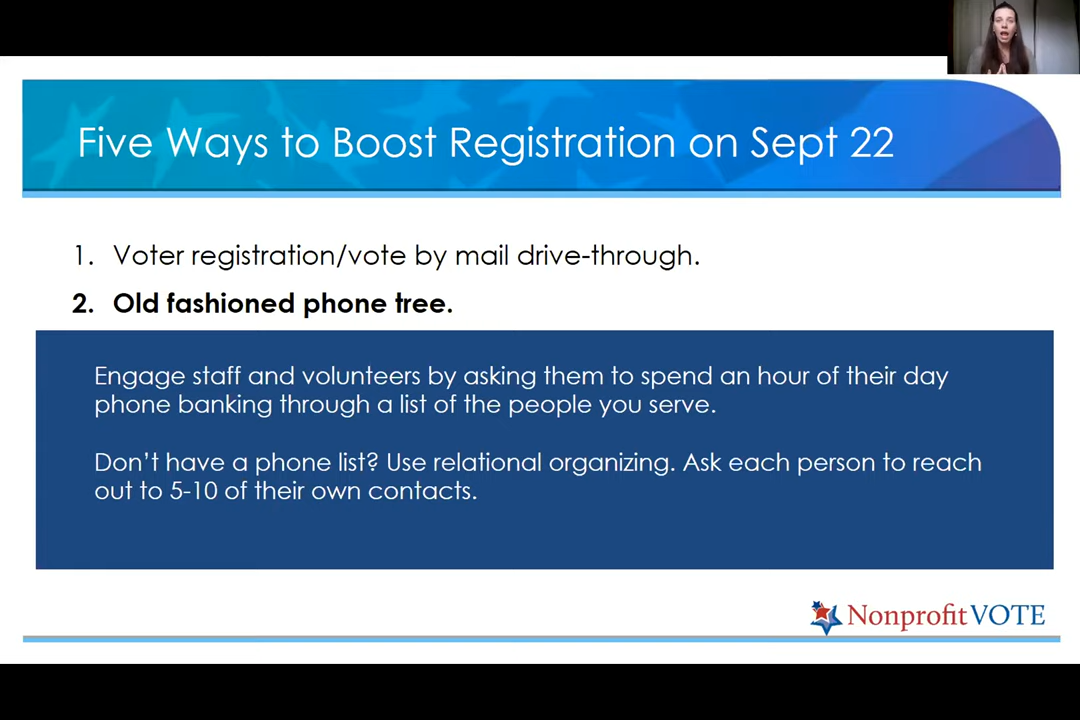 Five Ways to Boost Registration on Sept 22
1. Voter registration/vote by mail drive-through.
2. Old fashioned phone tree.
Engage staff and volunteers by asking them to spend an hour of their day
phone banking through a list of the people you serve.
Don't have a phone list? Use relational organizing. Ask each person to reach
out to 5-10 of their own contacts.
NonprofitVOTE